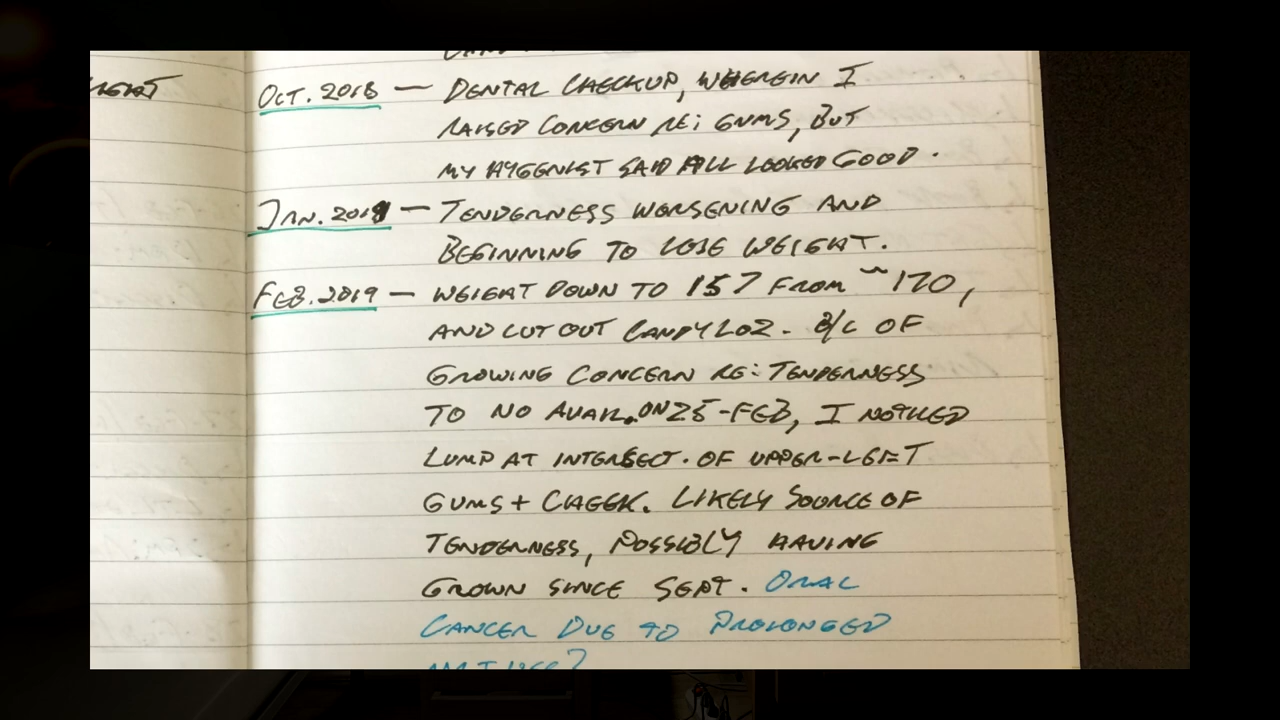 Oct. 2018 — Dental checkup, wherein I
raised concern re: gums, but
my hygenist said all looked good.
Jan. 2019 — Tenderness worsening and
beginning to lose weight.
Feb. 2019 — Weight down to 157 from ~170,
and cut out candy/loz. b/c of
growing concern re: tenderness
to no avail. On 25-Feb, I noticed
lump at intersect. of upper-left
gums + cheek. Likely source of
tenderness, possibly having
grown since Sept. Oral
cancer due to prolonged